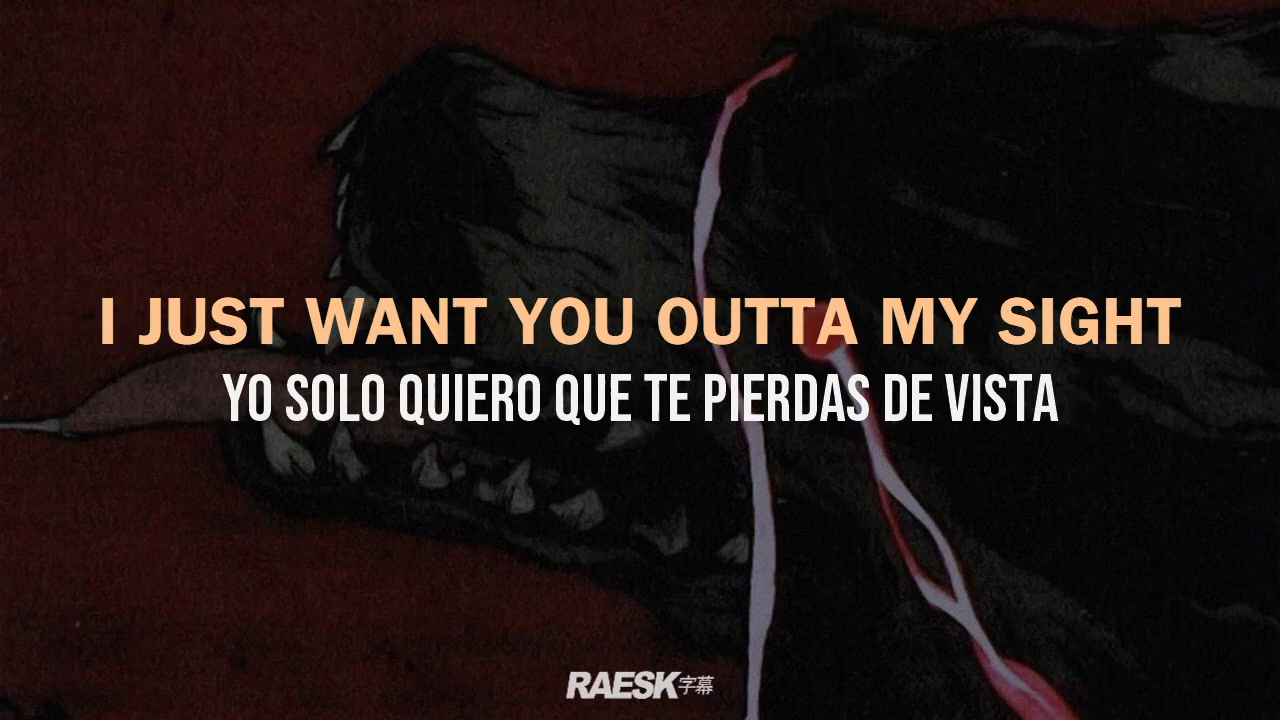 I JUST WANT YOU OUTTA MY SIGHT
YO SOLO QUIERO QUE TE PIERDAS DE VISTA
RAESK字幕